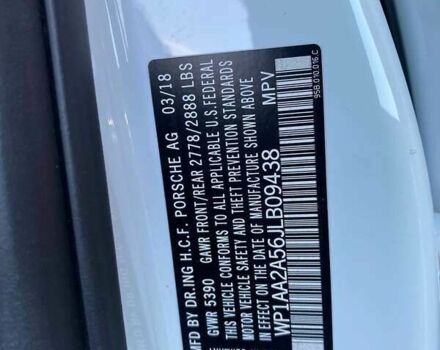 MFD BY DR.ING H.C.F. PORSCHE AG 03/18
GVWR 5390 GAWR FRONT/REAR 2778/2888 LBS
THIS VEHICLE CONFORMS TO ALL APPLICABLE U.S.FEDERAL
MOTOR VEHICLE SAFETY AND THEFT PREVENTION STANDARDS
IN EFFECT ON THE DATE OF MANUFACTURE SHOWN ABOVE
WP1AA2A56JLB09438 MPV
95B.010.016.C